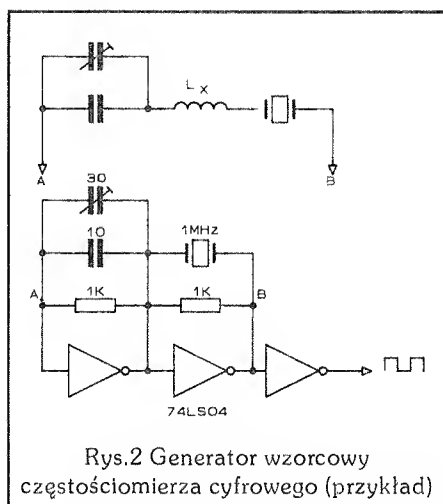 L x
A B
30
10 1MHz
1K 1K
A B
74LS04
Rys.2 Generator wzorcowy
częstościomierza cyfrowego (przykład)